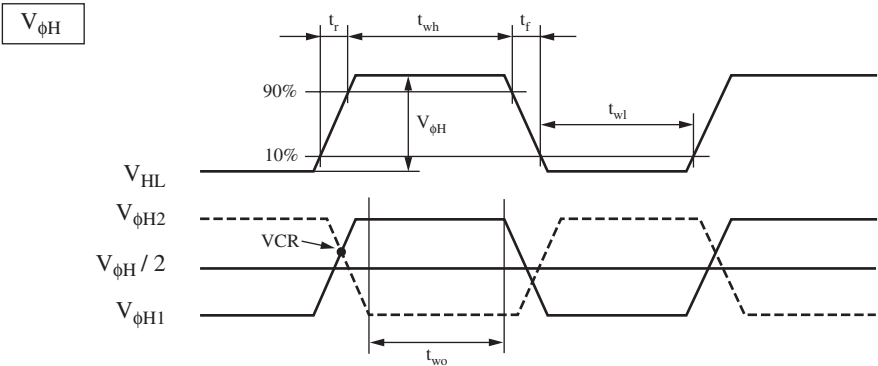 VϕH
tr twh tf
90%
VϕH
twl
10%
VHL
VϕH2
VCR
VϕH / 2
VϕH1
two